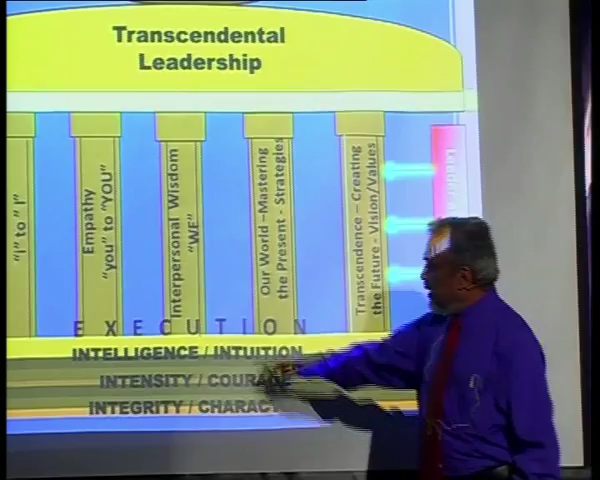 Transcendental
Leadership
"I" to "I"
Empathy
"you" to "YOU"
Interpersonal Wisdom
"WE"
Our World –Mastering
the Present - Strategies
Transcendence – Creating
the Future - Vision/Values
EXECUTION
INTELLIGENCE / INTUITION
INTENSITY / COURA
INTEGRITY / CHARAC